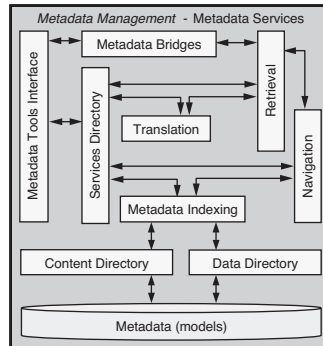 Metadata Management - Metadata Services
Metadata Bridges
Metadata Tools Interface
Services Directory
Retrieval
Translation
Navigation
Metadata Indexing
Content Directory
Data Directory
Metadata (models)